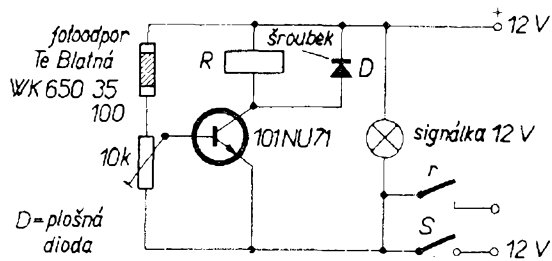 fotoodpor
Te Blatná
WK 650 35
100
10k
D=plošná
dioda
R
šroubek
D
101NU71
+
12 V
signálka 12 V
r
S
12 V